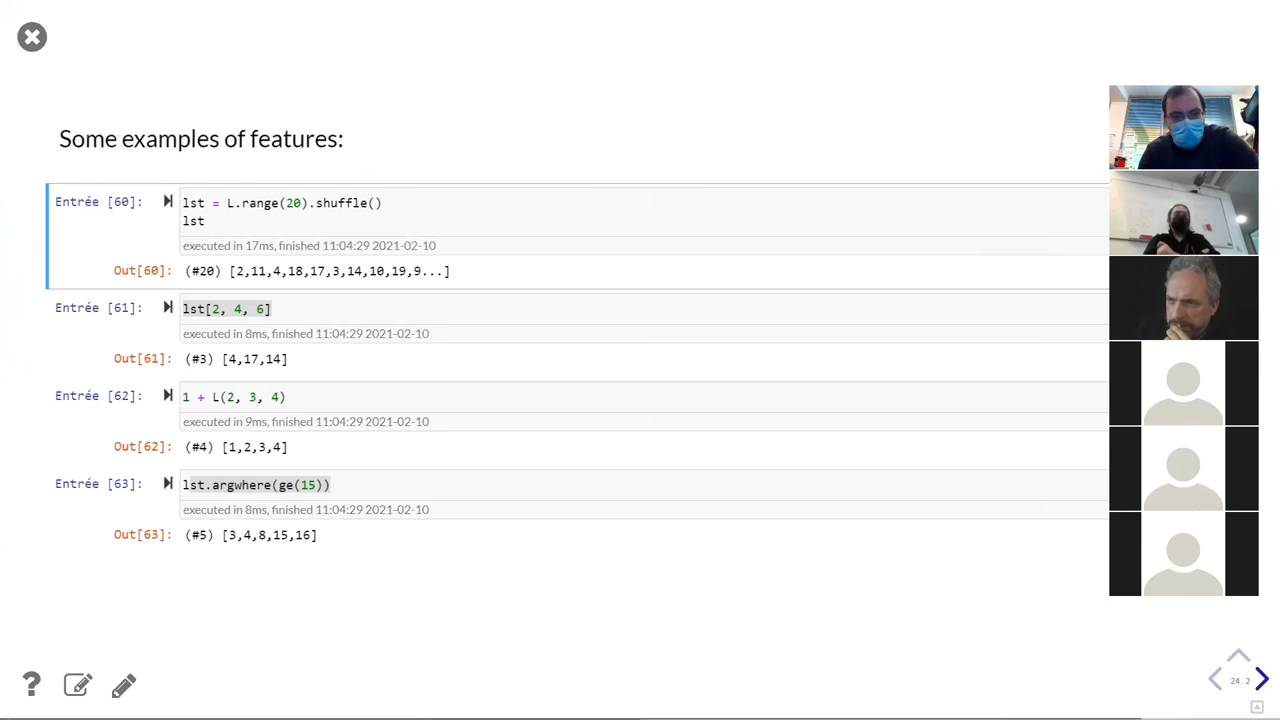 Some examples of features:
Entrée [60]: lst = L.range(20).shuffle()
lst
executed in 17ms, finished 11:04:29 2021-02-10
Out[60]: (#20) [2,11,4,18,17,3,14,10,19,9...]
Entrée [61]: lst[2, 4, 6]
executed in 8ms, finished 11:04:29 2021-02-10
Out[61]: (#3) [4,17,14]
Entrée [62]: 1 + L(2, 3, 4)
executed in 9ms, finished 11:04:29 2021-02-10
Out[62]: (#4) [1,2,3,4]
Entrée [63]: lst.argwhere(ge(15))
executed in 8ms, finished 11:04:29 2021-02-10
Out[63]: (#5) [3,4,8,15,16]
24.2